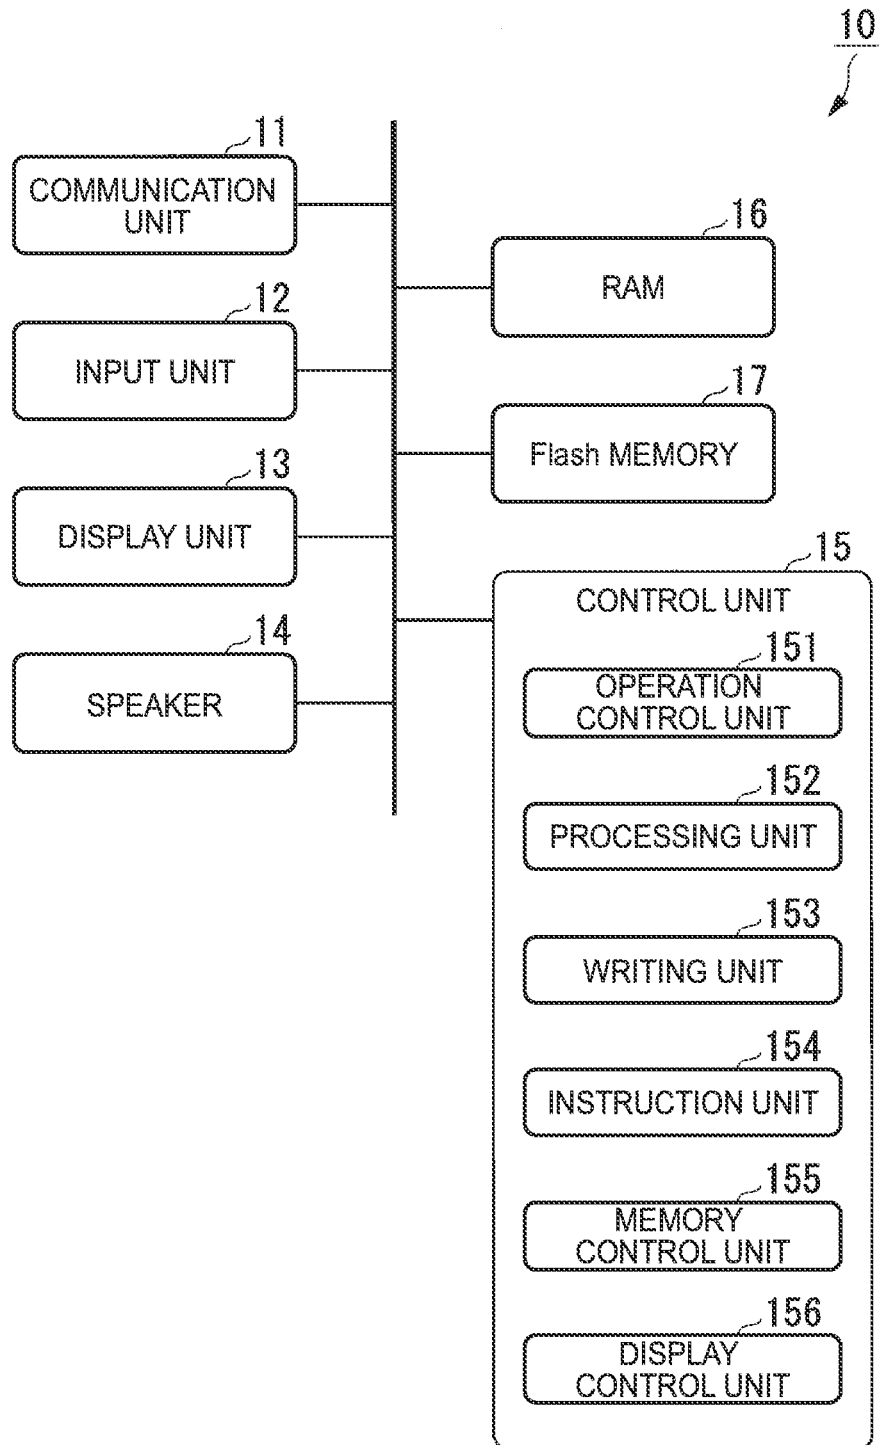 10
11
COMMUNICATION
UNIT
12
INPUT UNIT
13
DISPLAY UNIT
14
SPEAKER
16
RAM
17
Flash MEMORY
15
CONTROL UNIT
151
OPERATION
CONTROL UNIT
152
PROCESSING UNIT
153
WRITING UNIT
154
INSTRUCTION UNIT
155
MEMORY
CONTROL UNIT
156
DISPLAY
CONTROL UNIT